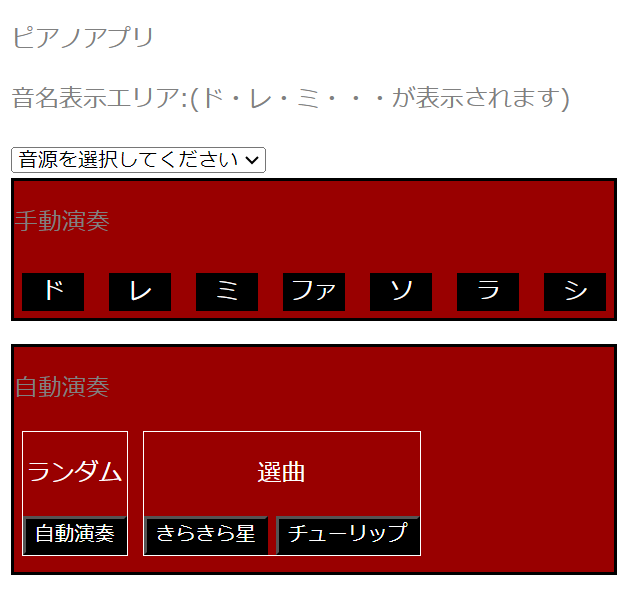 ピアノアプリ
音名表示エリア:(ド・レ・ミ・・・が表示されます)
音源を選択してください
手動演奏
ド レ ミ ファ ソ ラ シ
自動演奏
ランダム 選曲
自動演奏 きらきら星 チューリップ